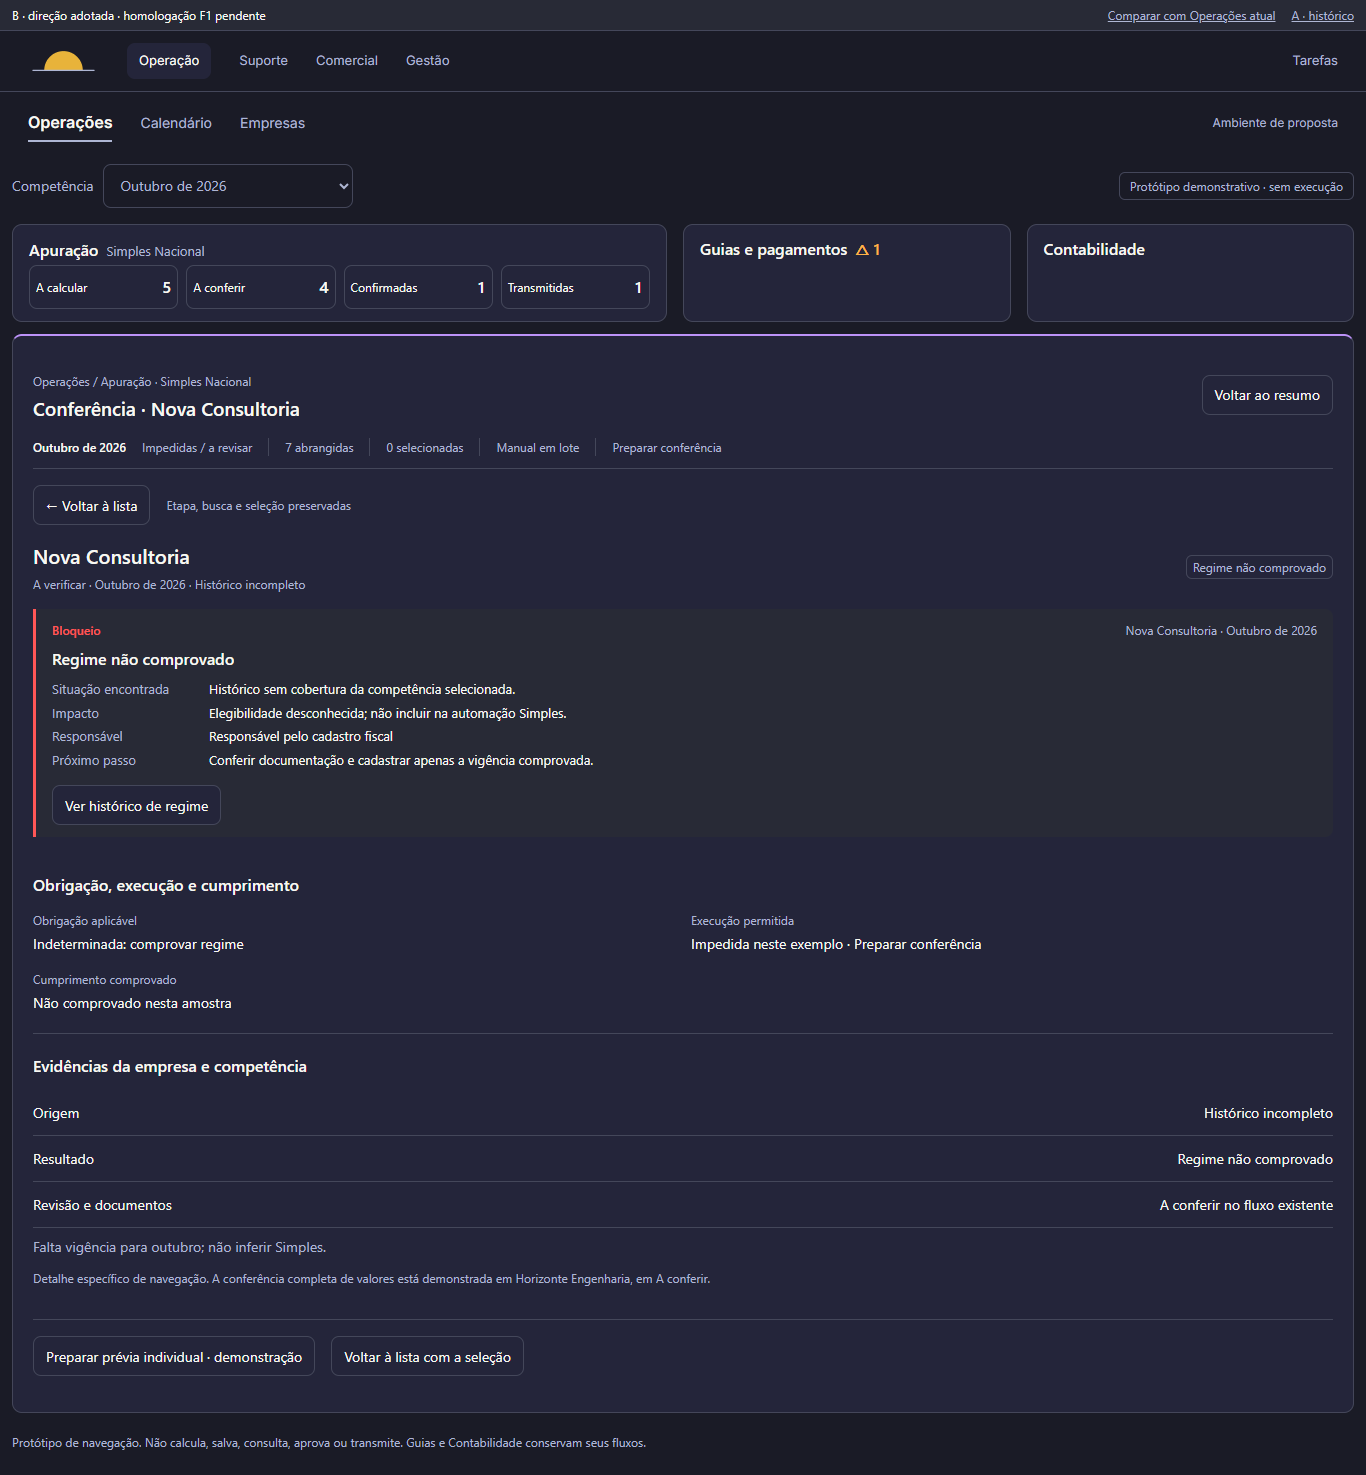 B · direção adotada · homologação F1 pendente
Comparar com Operações atual
A · histórico
Operação
Suporte
Comercial
Gestão
Tarefas
Operações
Calendário
Empresas
Ambiente de proposta
Competência
Outubro de 2026
Protótipo demonstrativo · sem execução
Apuração Simples Nacional
A calcular 5
A conferir 4
Confirmadas 1
Transmitidas 1
Guias e pagamentos △ 1
Contabilidade
Operações / Apuração · Simples Nacional
Conferência · Nova Consultoria
Voltar ao resumo
Outubro de 2026
Impedidas / a revisar
7 abrangidas
0 selecionadas
Manual em lote
Preparar conferência
← Voltar à lista
Etapa, busca e seleção preservadas
Nova Consultoria
A verificar · Outubro de 2026 · Histórico incompleto
Regime não comprovado
Bloqueio
Nova Consultoria · Outubro de 2026
Regime não comprovado
Situação encontrada Histórico sem cobertura da competência selecionada.
Impacto Elegibilidade desconhecida; não incluir na automação Simples.
Responsável Responsável pelo cadastro fiscal
Próximo passo Conferir documentação e cadastrar apenas a vigência comprovada.
Ver histórico de regime
Obrigação, execução e cumprimento
Obrigação aplicável
Indeterminada: comprovar regime
Execução permitida
Impedida neste exemplo · Preparar conferência
Cumprimento comprovado
Não comprovado nesta amostra
Evidências da empresa e competência
Origem Histórico incompleto
Resultado Regime não comprovado
Revisão e documentos A conferir no fluxo existente
Falta vigência para outubro; não inferir Simples.
Detalhe específico de navegação. A conferência completa de valores está demonstrada em Horizonte Engenharia, em A conferir.
Preparar prévia individual · demonstração
Voltar à lista com a seleção
Protótipo de navegação. Não calcula, salva, consulta, aprova ou transmite. Guias e Contabilidade conservam seus fluxos.